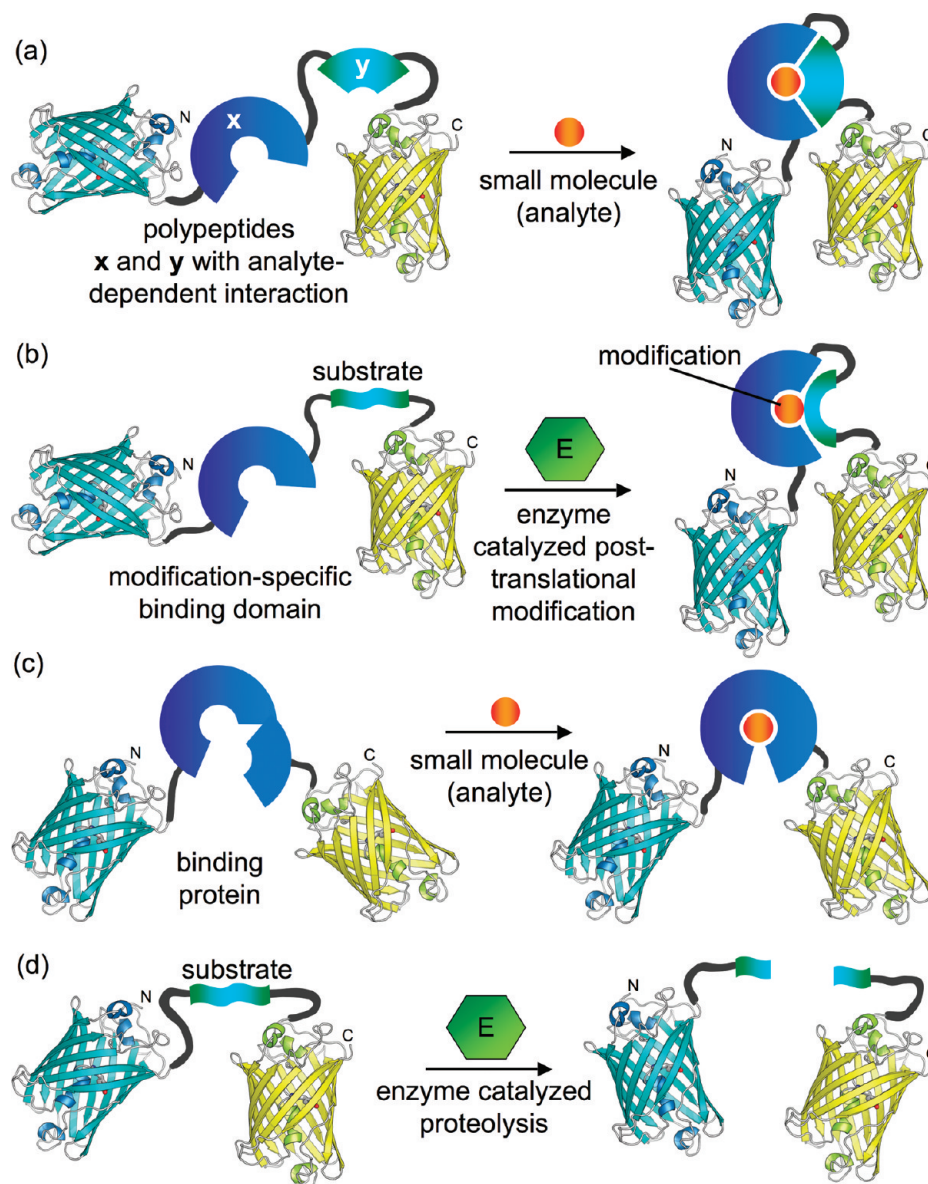 (a)
N
x
y
C
polypeptides
x and y with analyte-
dependent interaction
small molecule
(analyte)
N
C
(b)
substrate
N
C
modification-specific
binding domain
E
enzyme
catalyzed post-
translational
modification
modification
N
C
(c)
N
C
binding
protein
small molecule
(analyte)
N
C
(d)
substrate
N
C
E
enzyme catalyzed
proteolysis
N
C